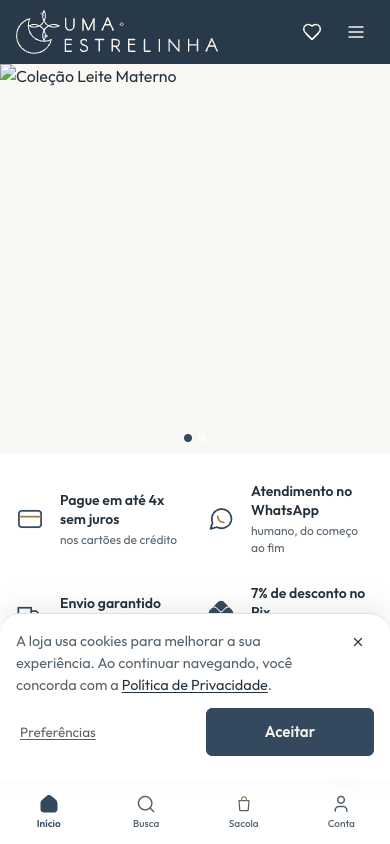 UMA
ESTRELINHA
Coleção Leite Materno
Pague em até 4x
sem juros
nos cartões de crédito
Atendimento no
WhatsApp
humano, do começo
ao fim
Envio garantido
7% de desconto no
Pix
A loja usa cookies para melhorar a sua
experiência. Ao continuar navegando, você
concorda com a Política de Privacidade.
Preferências
Aceitar
Início
Busca
Sacola
Conta